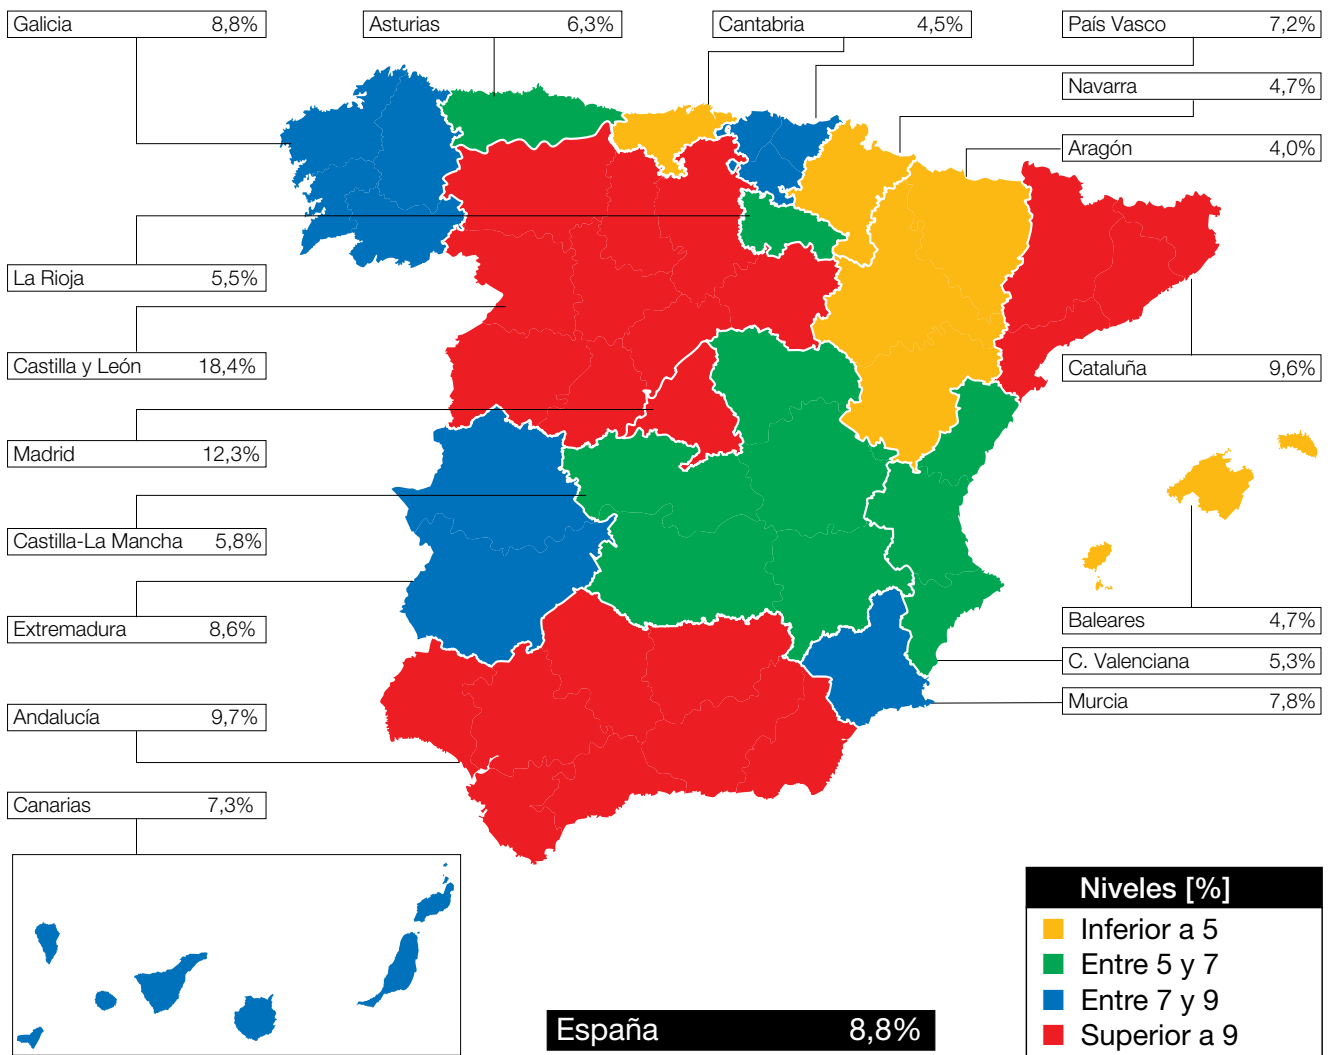 Galicia 8,8%
Asturias 6,3%
Cantabria 4,5%
País Vasco 7,2%
Navarra 4,7%
Aragón 4,0%
La Rioja 5,5%
Castilla y León 18,4%
Cataluña 9,6%
Madrid 12,3%
Castilla-La Mancha 5,8%
Extremadura 8,6%
Baleares 4,7%
C. Valenciana 5,3%
Murcia 7,8%
Andalucía 9,7%
Canarias 7,3%
Niveles [%]
Inferior a 5
Entre 5 y 7
Entre 7 y 9
Superior a 9
España 8,8%